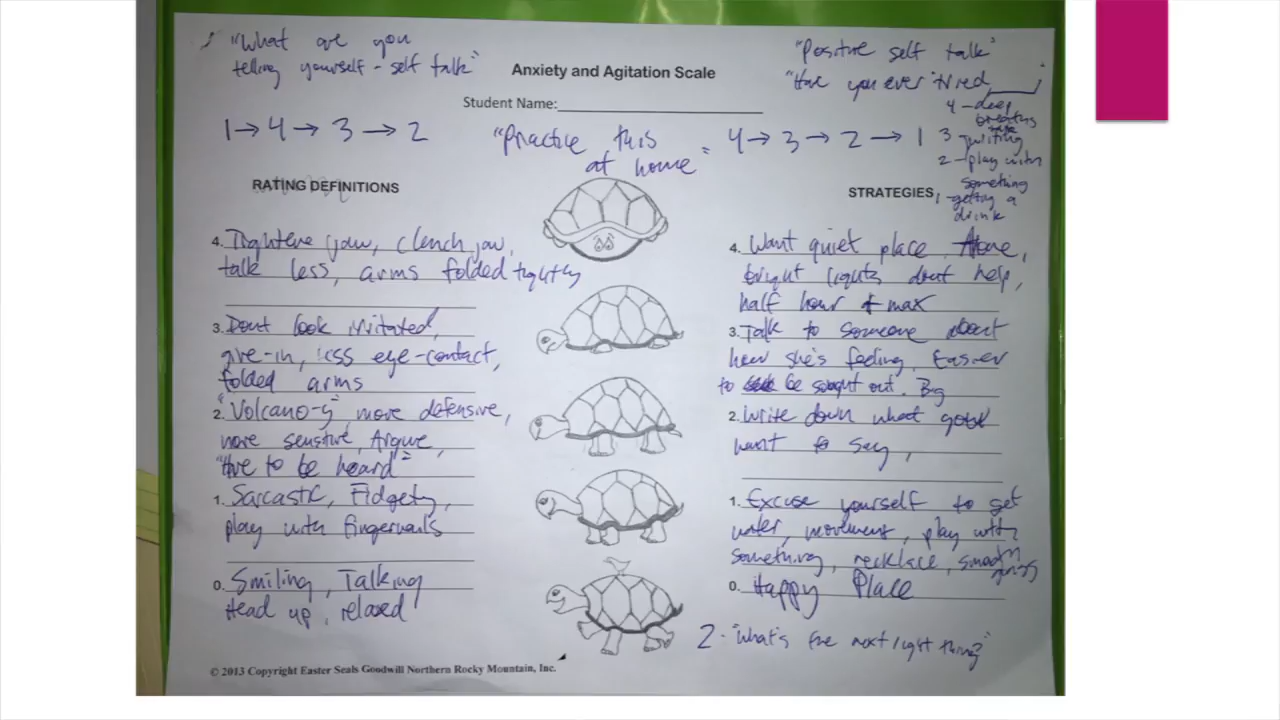 "What are you
telling yourself - self talk"
"Positive self talk"
"Have you ever tried
Anxiety and Agitation Scale
Student Name:
4 - deep
breaths
1 → 4 → 3 → 2
"Practice this
at home"
4 → 3 → 2 → 1
3 writing
2 - play with
something
1 - getting a
drink
RATING DEFINITIONS
STRATEGIES
4. Tightene jaw, clench jaw,
talk less, arms folded tightly
3. Dont look irritated,
give-in, less eye-contact,
folded arms
2. "Volcano-y" more defensive,
more sensitive, Argue,
"Have to be heard"
1. Sarcastic, Fidgety,
play with fingernails
0. Smiling, Talking
Head up, relaxed
4. Want quiet place Alone,
bright lights dont help,
half hour max
3. Talk to someone about
how she's feeling, Easier
to be sought out. Big
2. Write down what
want to say,
1. Excuse yourself to get
water, movement, play with
something, necklace,
0. Happy Place
2 - "What's the next right thing"
© 2013 Copyright Easter Seals Goodwill Northern Rocky Mountain, Inc.